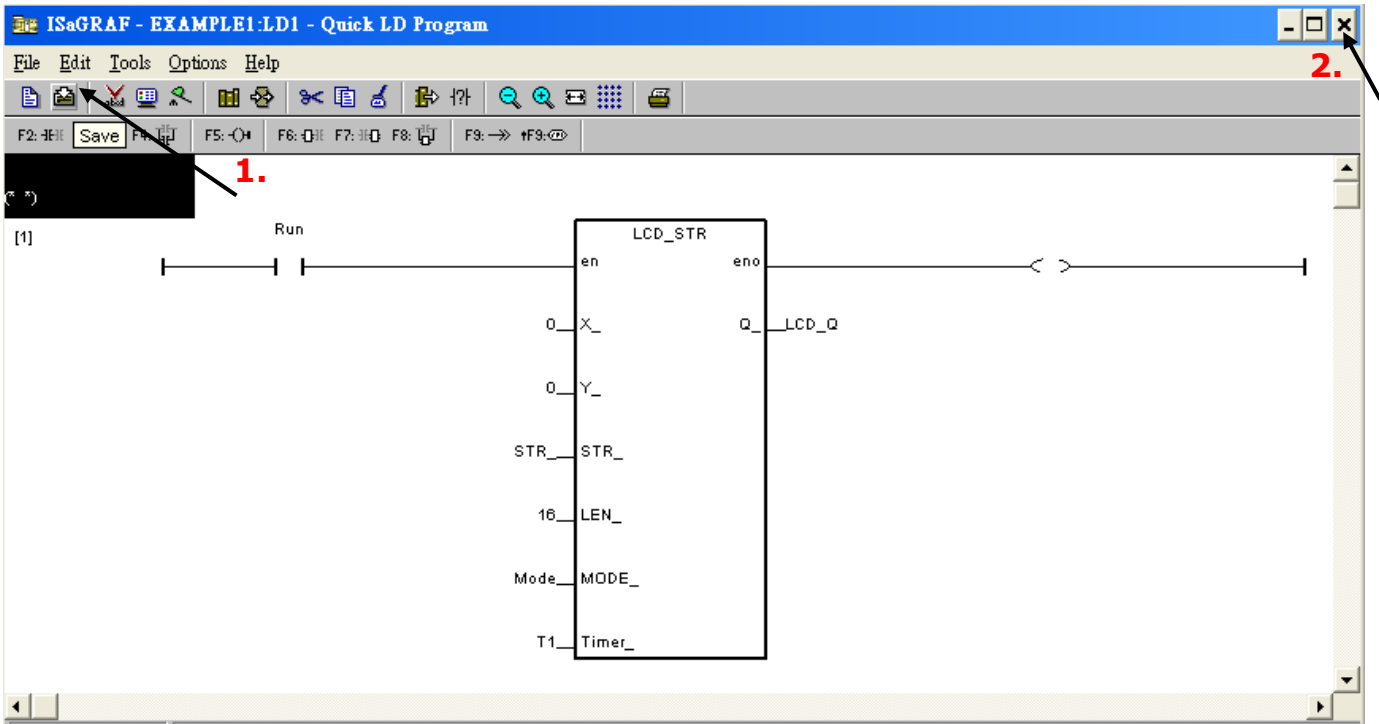 ISaGRAF - EXAMPLE1:LD1 - Quick LD Program
File Edit Tools Options Help
2.
F2: Save F4: F5: F6: F7: F8: F9: F9:
1.
(* *)
[1]
Run
LCD_STR
en eno
0 X_ Q_ LCD_Q
0 Y_
STR_ STR_
16 LEN_
Mode MODE_
T1 Timer_